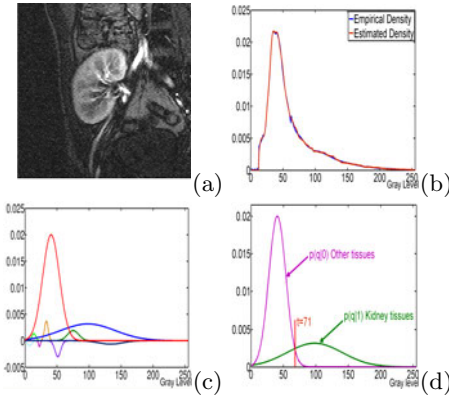 (a)
Empirical Density
Estimated Density
0.025
0.02
0.015
0.01
0.005
0
0 50 100 150 200 250
Gray Level
(b)
0.025
0.02
0.015
0.01
0.005
0
-0.005
0 50 100 150 200 250
Gray Level
(c)
0.02
0.015
0.01
0.005
0
p(q|0) Other tissues
t=71
p(q|1) Kidney tissues
0 50 100 150 200 250
Gray Level
(d)